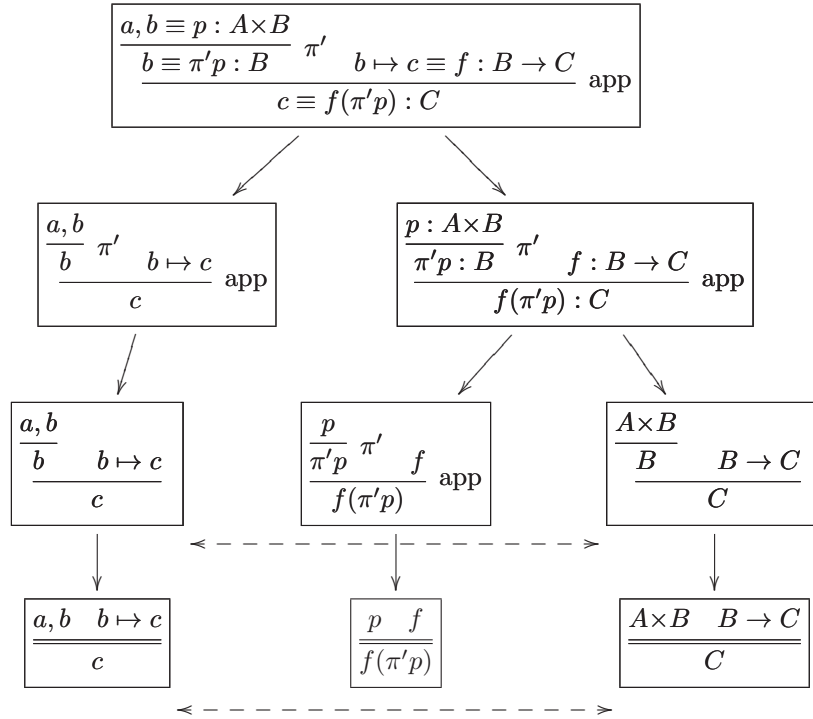 a, b ≡ p : A×B
π′
b ≡ π′p : B b ↦ c ≡ f : B → C
app
c ≡ f(π′p) : C
a, b
π′
b b ↦ c
app
c
p : A×B
π′
π′p : B f : B → C
app
f(π′p) : C
a, b
b b ↦ c
c
p
π′
π′p f
app
f(π′p)
A×B
B B → C
C
a, b b ↦ c
c
p f
f(π′p)
A×B B → C
C